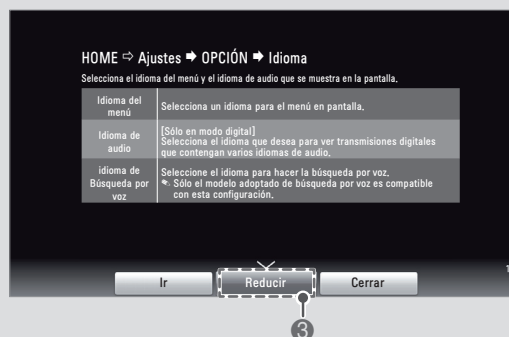 HOME ⇨ Ajustes ➡ OPCIÓN ➡ Idioma
Selecciona el idioma del menú y el idioma de audio que se muestra en la pantalla.
Idioma del
menú
Selecciona un idioma para el menú en pantalla.
Idioma de
audio
[Sólo en modo digital]
Selecciona el idioma que desea para ver transmisiones digitales
que contengan varios idiomas de audio.
idioma de
Búsqueda por
voz
Seleccione el idioma para hacer la búsqueda por voz.
Sólo el modelo adoptado de búsqueda por voz es compatible
con esta configuración.
Ir
Reducir
Cerrar
3